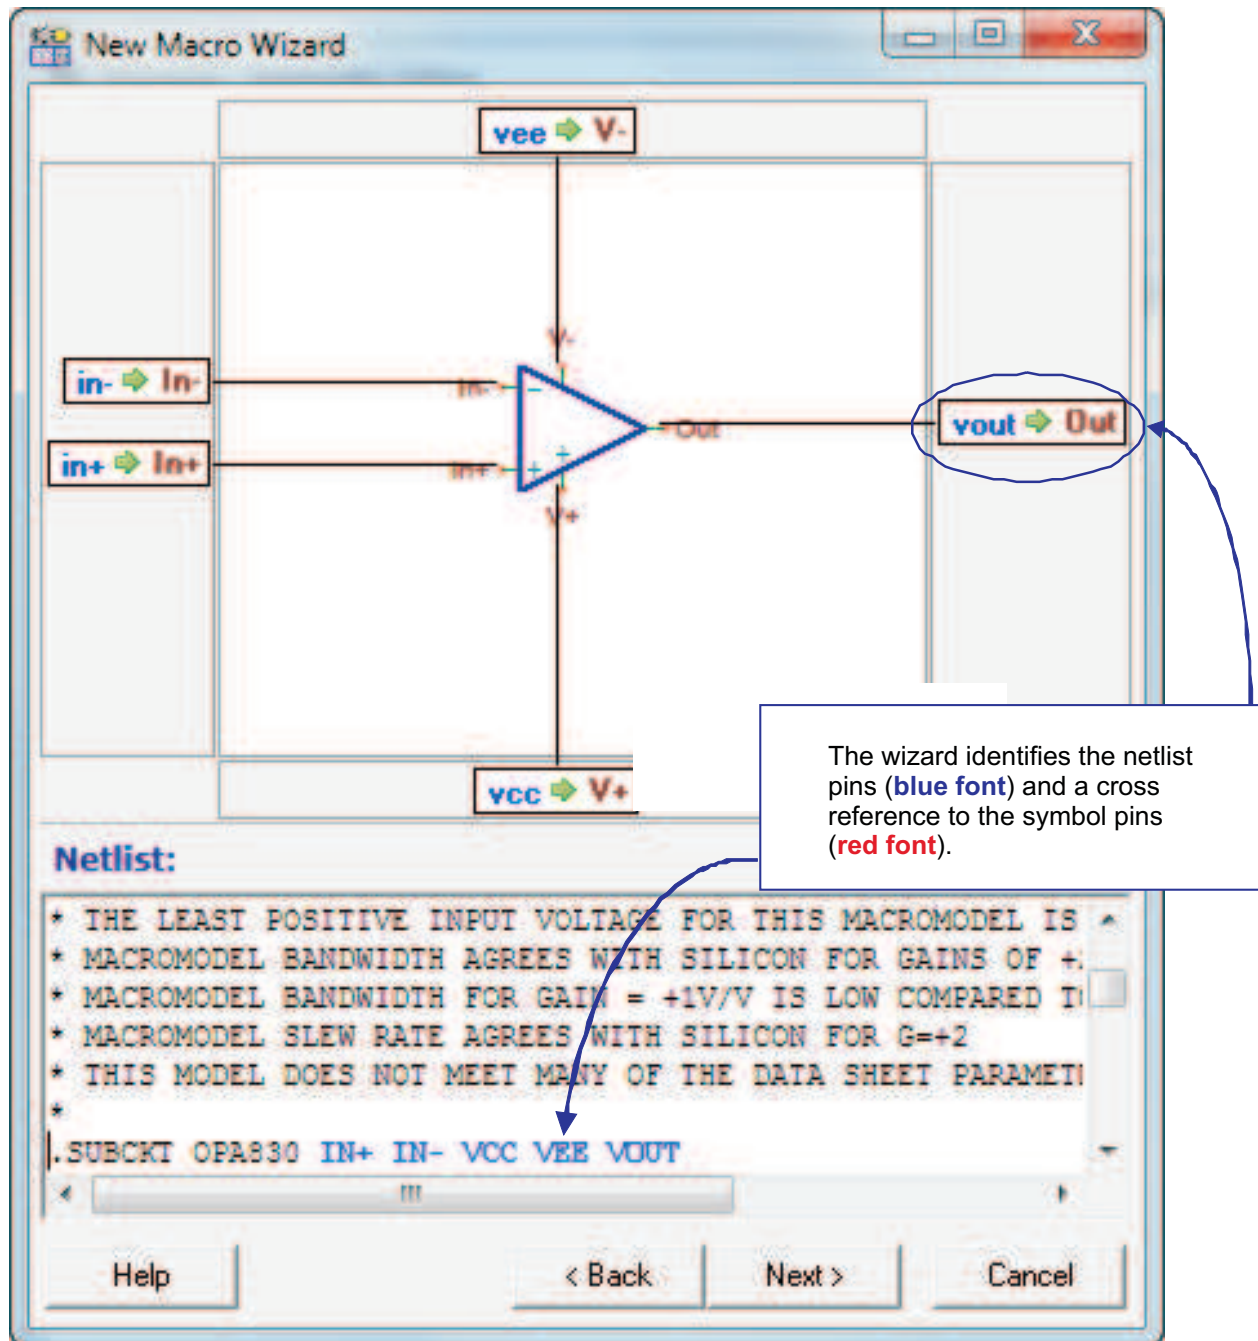 New Macro Wizard
vee V-
V-
in- In-
In-
vout Out
Out
in+ In+
In+
V+
vcc V+
The wizard identifies the netlist
pins (blue font) and a cross
reference to the symbol pins
(red font).
Netlist:
* THE LEAST POSITIVE INPUT VOLTAGE FOR THIS MACROMODEL IS
* MACROMODEL BANDWIDTH AGREES WITH SILICON FOR GAINS OF
* MACROMODEL BANDWIDTH FOR GAIN = +1V/V IS LOW COMPARED
* MACROMODEL SLEW RATE AGREES WITH SILICON FOR G=+2
* THIS MODEL DOES NOT MEET MANY OF THE DATA SHEET
*
.SUBCKT OPA830 IN+ IN- VCC VEE VOUT
Help
< Back
Next >
Cancel